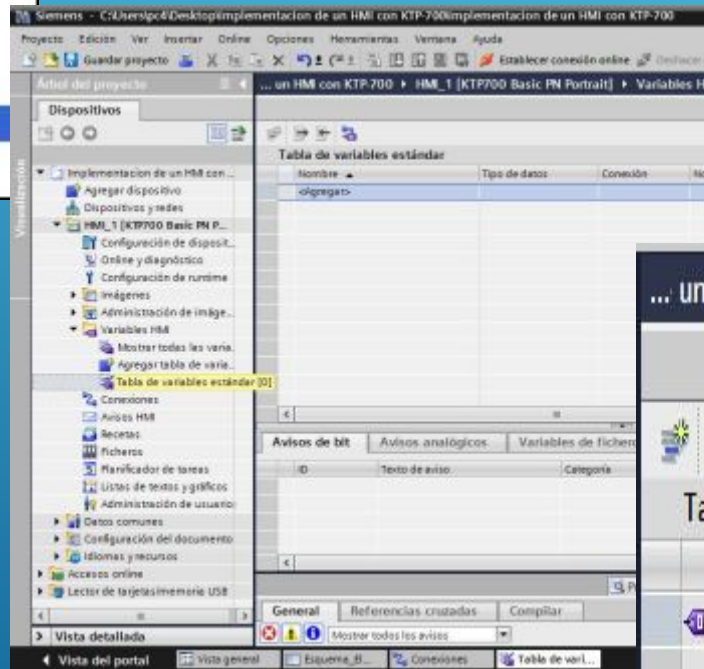 Siemens - C:\Users\pc4\Desktop\implementacion de un HMI con KTP-700\implementacion de un HMI con KTP-700
Proyecto Edición Ver Insertar Online Opciones Herramientas Ventana Ayuda
Guardar proyecto
Establecer conexión online
Árbol del proyecto
... un HMI con KTP-700 HMI_1 [KTP700 Basic PN Portrait] Variables H
Dispositivos
Visualización
Tabla de variables estándar
Nombre Tipo de datos Conexión
<Agregar>
Implementacion de un HMI con ...
Agregar dispositivo
Dispositivos y redes
HMI_1 [KTP700 Basic PN P...
Configuración de disposit...
Online y diagnóstico
Configuración de runtime
Imágenes
Administración de imáge...
Variables HMI
Mostrar todas las varia..
Agregar tabla de varia..
Tabla de variables estándar [0]
Conexiones
Avisos HMI
Recetas
Ficheros
Planificador de tareas
Listas de textos y gráficos
Administración de usuario
Datos comunes
Configuración del documento
Idiomas y recursos
Accesos online
Lector de tarjetas/memoria USB
Avisos de bit Avisos analógicos Variables de fichero
ID Texto de aviso Categoría
General Referencias cruzadas Compilar
Mostrar todos los avisos
Vista detallada
Vista del portal Vista general Esquema_El... Conexiones Tabla de vari...
... un
Ta